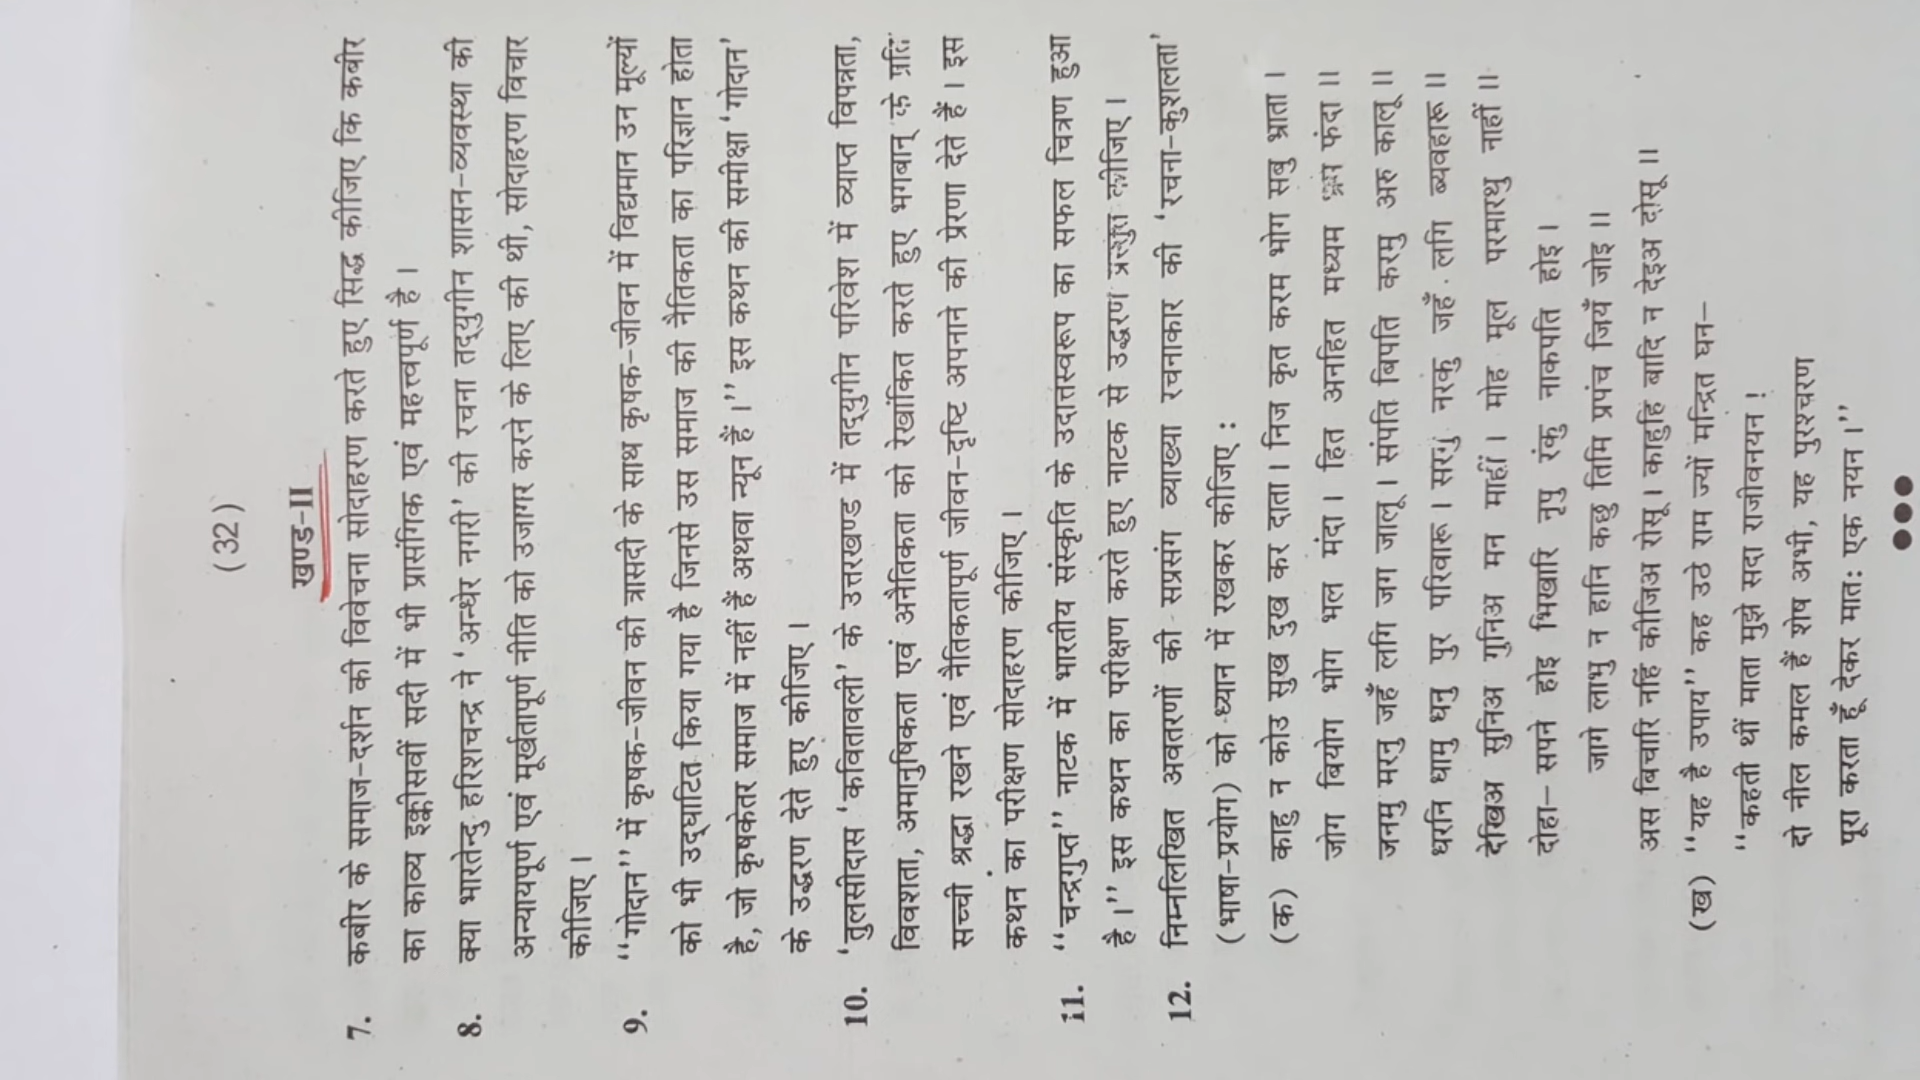 (32)
खण्ड-II
7. कबीर के समाज-दर्शन की विवेचना सोदाहरण करते हुए सिद्ध कीजिए कि कबीर
का काव्य इक्कीसवीं सदी में भी प्रासंगिक एवं महत्त्वपूर्ण है।
8. क्या भारतेन्दु हरिशचन्द्र ने 'अन्धेर नगरी' की रचना तद्युगीन शासन-व्यवस्था की
अन्यायपूर्ण एवं मूर्खतापूर्ण नीति को उजागर करने के लिए की थी, सोदाहरण विचार
कीजिए।
9. ''गोदान'' में कृषक-जीवन की त्रासदी के साथ कृषक-जीवन में विद्यमान उन मूल्यों
को भी उद्घाटित किया गया है जिनसे उस समाज की नैतिकता का परिज्ञान होता
है, जो कृषकेतर समाज में नहीं हैं अथवा न्यून हैं।'' इस कथन की समीक्षा 'गोदान'
के उद्धरण देते हुए कीजिए।
10. 'तुलसीदास 'कवितावली' के उत्तरखण्ड में तद्युगीन परिवेश में व्याप्त विपन्नता,
विवशता, अमानुषिकता एवं अनैतिकता को रेखांकित करते हुए भगबान् के प्रति
सच्ची श्रद्धा रखने एवं नैतिकतापूर्ण जीवन-दृष्टि अपनाने की प्रेरणा देते हैं। इस
कथन का परीक्षण सोदाहरण कीजिए।
11. ''चन्द्रगुप्त'' नाटक में भारतीय संस्कृति के उदात्तस्वरूप का सफल चित्रण हुआ
है।'' इस कथन का परीक्षण करते हुए नाटक से उद्धरण प्रस्तुत कीजिए।
12. निम्नलिखित अवतरणों की सप्रसंग व्याख्या रचनाकार की 'रचना-कुशलता'
(भाषा-प्रयोग) को ध्यान में रखकर कीजिए :
(क) काहु न कोउ सुख दुख कर दाता। निज कृत करम भोग सबु भ्राता।
जोग बियोग भोग भल मंदा। हित अनहित मध्यम भ्रम फंदा॥
जनमु मरनु जहँ लगि जग जालू। संपति बिपति करमु अरु कालू॥
धरनि धामु धनु पुर परिवारू। सरगु नरकु जहँ लगि ब्यवहारू॥
देखिअ सुनिअ गुनिअ मन माहीं। मोह मूल परमारथु नाहीं॥
दोहा– सपने होइ भिखारि नृपु रंकु नाकपति होइ।
जागे लाभु न हानि कछु तिमि प्रपंच जियँ जोइ॥
अस बिचारि नहिं कीजिअ रोसू। काहुहि बादि न देइअ दोसू॥
(ख) ''यह है उपाय'' कह उठे राम ज्यों मन्द्रित घन–
''कहती थीं माता मुझे सदा राजीवनयन !
दो नील कमल हैं शेष अभी, यह पुरश्चरण
पूरा करता हूँ देकर मात: एक नयन।''